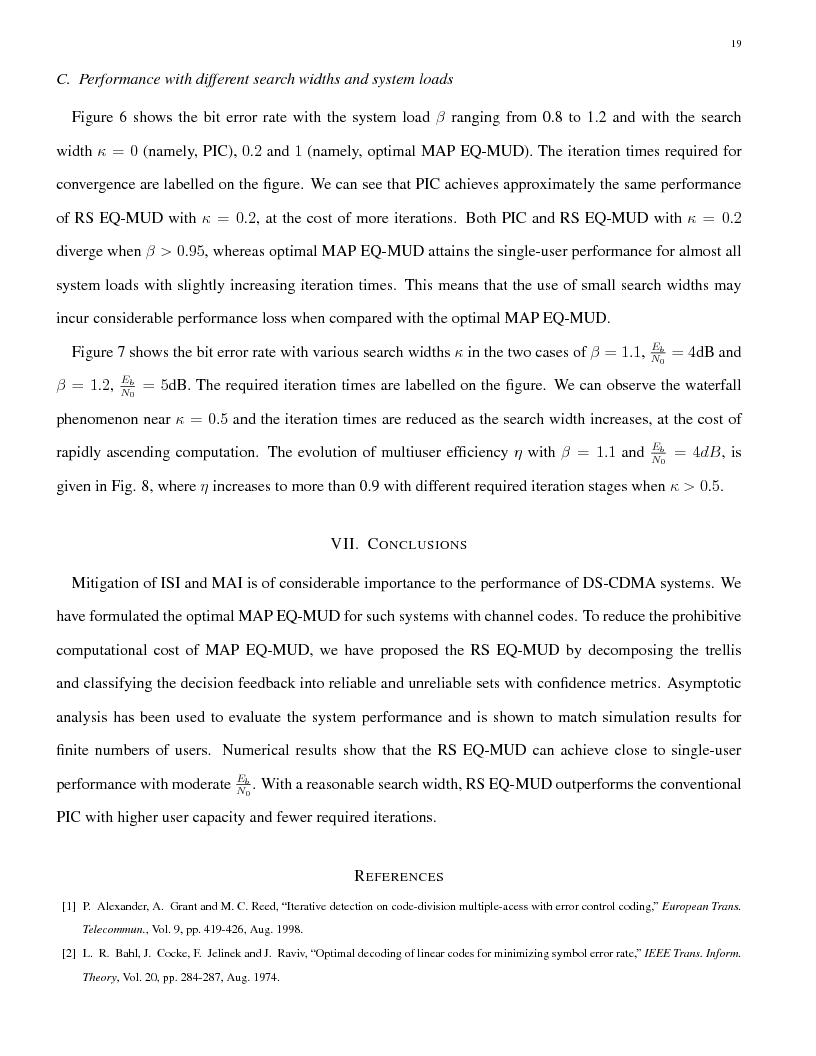 19
C. Performance with different search widths and system loads
Figure 6 shows the bit error rate with the system load β ranging from 0.8 to 1.2 and with the search
width κ = 0 (namely, PIC), 0.2 and 1 (namely, optimal MAP EQ-MUD). The iteration times required for
convergence are labelled on the figure. We can see that PIC achieves approximately the same performance
of RS EQ-MUD with κ = 0.2, at the cost of more iterations. Both PIC and RS EQ-MUD with κ = 0.2
diverge when β > 0.95, whereas optimal MAP EQ-MUD attains the single-user performance for almost all
system loads with slightly increasing iteration times. This means that the use of small search widths may
incur considerable performance loss when compared with the optimal MAP EQ-MUD.
Figure 7 shows the bit error rate with various search widths κ in the two cases of β = 1.1, E_b/N_0 = 4dB and
β = 1.2, E_b/N_0 = 5dB. The required iteration times are labelled on the figure. We can observe the waterfall
phenomenon near κ = 0.5 and the iteration times are reduced as the search width increases, at the cost of
rapidly ascending computation. The evolution of multiuser efficiency η with β = 1.1 and E_b/N_0 = 4dB, is
given in Fig. 8, where η increases to more than 0.9 with different required iteration stages when κ > 0.5.
VII. CONCLUSIONS
Mitigation of ISI and MAI is of considerable importance to the performance of DS-CDMA systems. We
have formulated the optimal MAP EQ-MUD for such systems with channel codes. To reduce the prohibitive
computational cost of MAP EQ-MUD, we have proposed the RS EQ-MUD by decomposing the trellis
and classifying the decision feedback into reliable and unreliable sets with confidence metrics. Asymptotic
analysis has been used to evaluate the system performance and is shown to match simulation results for
finite numbers of users. Numerical results show that the RS EQ-MUD can achieve close to single-user
performance with moderate E_b/N_0. With a reasonable search width, RS EQ-MUD outperforms the conventional
PIC with higher user capacity and fewer required iterations.
REFERENCES
[1] P. Alexander, A. Grant and M. C. Reed, “Iterative detection on code-division multiple-acess with error control coding,” European Trans.
Telecommun., Vol. 9, pp. 419-426, Aug. 1998.
[2] L. R. Bahl, J. Cocke, F. Jelinek and J. Raviv, “Optimal decoding of linear codes for minimizing symbol error rate,” IEEE Trans. Inform.
Theory, Vol. 20, pp. 284-287, Aug. 1974.